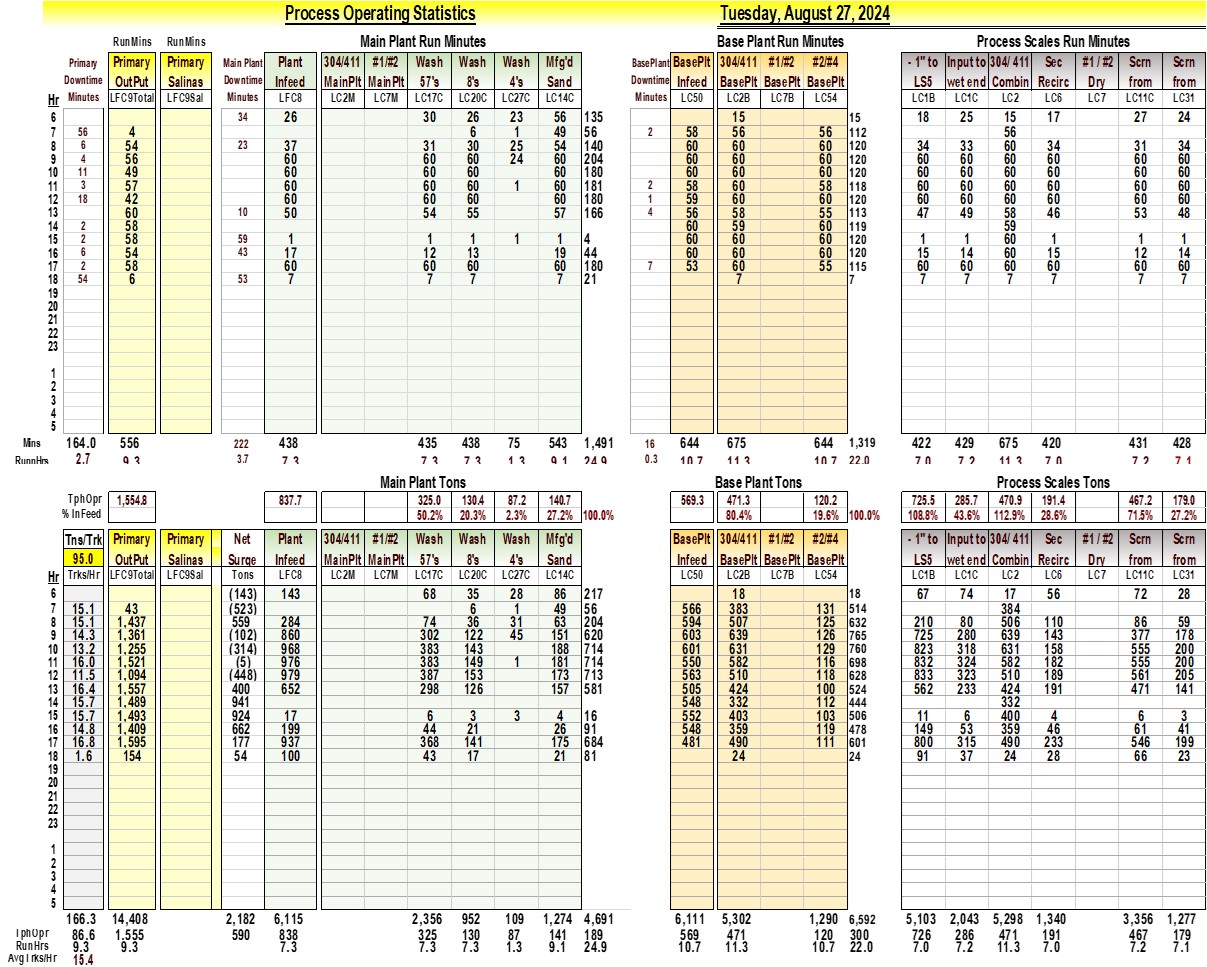 Process Operating Statistics Tuesday, August 27, 2024
RunMins RunMins Main Plant Run Minutes Base Plant Run Minutes Process Scales Run Minutes
Primary Primary Primary Main Plant Plant 304/411 #1/#2 Wash Wash Wash Mfg'd BasePlant BasePlt 304/411 #1/#2 #2/#4 - 1" to Input to 304/ 411 Sec #1 / #2 Scrn Scrn
Downtime OutPut Salinas Downtime Infeed MainPlt MainPlt 57's 8's 4's Sand Downtime Infeed BasePlt BasePlt BasePlt LS5 wet end Combin Recirc Dry from from
Hr Minutes LFC9Total LFC9Sal Minutes LFC8 LC2M LC7M LC17C LC20C LC27C LC14C Minutes LC50 LC2B LC7B LC54 LC1B LC1C LC2 LC6 LC7 LC11C LC31
6 34 26 30 26 23 56 135 15 15 18 25 15 17 27 24
7 56 4 6 1 49 56 2 58 56 56 112 56
8 6 54 23 37 31 30 25 54 140 60 60 60 120 34 33 60 34 31 34
9 4 56 60 60 60 24 60 204 60 60 60 120 60 60 60 60 60 60
10 11 49 60 60 60 60 180 60 60 60 120 60 60 60 60 60 60
11 3 57 60 60 60 1 60 181 2 58 60 58 118 60 60 60 60 60 60
12 18 42 60 60 60 60 180 1 59 60 60 120 60 60 60 60 60 60
13 60 10 50 54 55 57 166 4 56 58 55 113 47 49 58 46 53 48
14 2 58 60 59 60 119 59
15 2 58 59 1 1 1 1 1 4 60 60 60 120 1 1 60 1 1 1
16 6 54 43 17 12 13 19 44 60 60 60 120 15 14 60 15 12 14
17 2 58 60 60 60 60 180 7 53 60 55 115 60 60 60 60 60 60
18 54 6 53 7 7 7 7 21 7 7 7 7 7 7 7 7
19
20
21
22
23
1
2
3
4
5
Mins 164.0 556 222 438 435 438 75 543 1,491 16 644 675 644 1,319 422 429 675 420 431 428
RunnHrs 2.7 9.3 3.7 7.3 7.3 7.3 1.3 9.1 24.9 0.3 10.7 11.3 10.7 22.0 7.0 7.2 11.3 7.0 7.2 7.1
Main Plant Tons Base Plant Tons Process Scales Tons
TphOpr 1,554.8 837.7 325.0 130.4 87.2 140.7 569.3 471.3 120.2 725.5 285.7 470.9 191.4 467.2 179.0
% InFeed 50.2% 20.3% 2.3% 27.2% 100.0% 80.4% 19.6% 100.0% 108.8% 43.6% 112.9% 28.6% 71.5% 27.2%
Tns/Trk Primary Primary Net Plant 304/411 #1/#2 Wash Wash Wash Mfg'd BasePlt 304/411 #1/#2 #2/#4 - 1" to Input to 304/ 411 Sec #1 / #2 Scrn Scrn
95.0 OutPut Salinas Surge Infeed MainPlt MainPlt 57's 8's 4's Sand Infeed BasePlt BasePlt BasePlt LS5 wet end Combin Recirc Dry from from
Hr Trks/Hr LFC9Total LFC9Sal Tons LFC8 LC2M LC7M LC17C LC20C LC27C LC14C LC50 LC2B LC7B LC54 LC1B LC1C LC2 LC6 LC7 LC11C LC31
6 (143) 143 68 35 28 86 217 18 18 67 74 17 56 72 28
7 15.1 43 (523) 6 1 49 56 566 383 131 514 384
8 15.1 1,437 559 284 74 36 31 63 204 594 507 125 632 210 80 506 110 86 59
9 14.3 1,361 (102) 860 302 122 45 151 620 603 639 126 765 725 280 639 143 377 178
10 13.2 1,255 (314) 968 383 143 188 714 601 631 129 760 823 318 631 158 555 200
11 16.0 1,521 (5) 976 383 149 1 181 714 550 582 116 698 832 324 582 182 555 200
12 11.5 1,094 (448) 979 387 153 173 713 563 510 118 628 833 323 510 189 561 205
13 16.4 1,557 400 652 298 126 157 581 505 424 100 524 562 233 424 191 471 141
14 15.7 1,489 941 548 332 112 444 332
15 15.7 1,493 924 17 6 3 3 4 16 552 403 103 506 11 6 400 4 6 3
16 14.8 1,409 662 199 44 21 26 91 548 359 119 478 149 53 359 46 61 41
17 16.8 1,595 177 937 368 141 175 684 481 490 111 601 800 315 490 233 546 199
18 1.6 154 54 100 43 17 21 81 24 24 91 37 24 28 66 23
19
20
21
22
23
1
2
3
4
5
166.3 14,408 2,182 6,115 2,356 952 109 1,274 4,691 6,111 5,302 1,290 6,592 5,103 2,043 5,298 1,340 3,356 1,277
TphOpr 86.6 1,555 590 838 325 130 87 141 189 569 471 120 300 726 286 471 191 467 179
RunHrs 9.3 9.3 7.3 7.3 7.3 1.3 9.1 24.9 10.7 11.3 10.7 22.0 7.0 7.2 11.3 7.0 7.2 7.1
AvgTrks/Hr 15.4